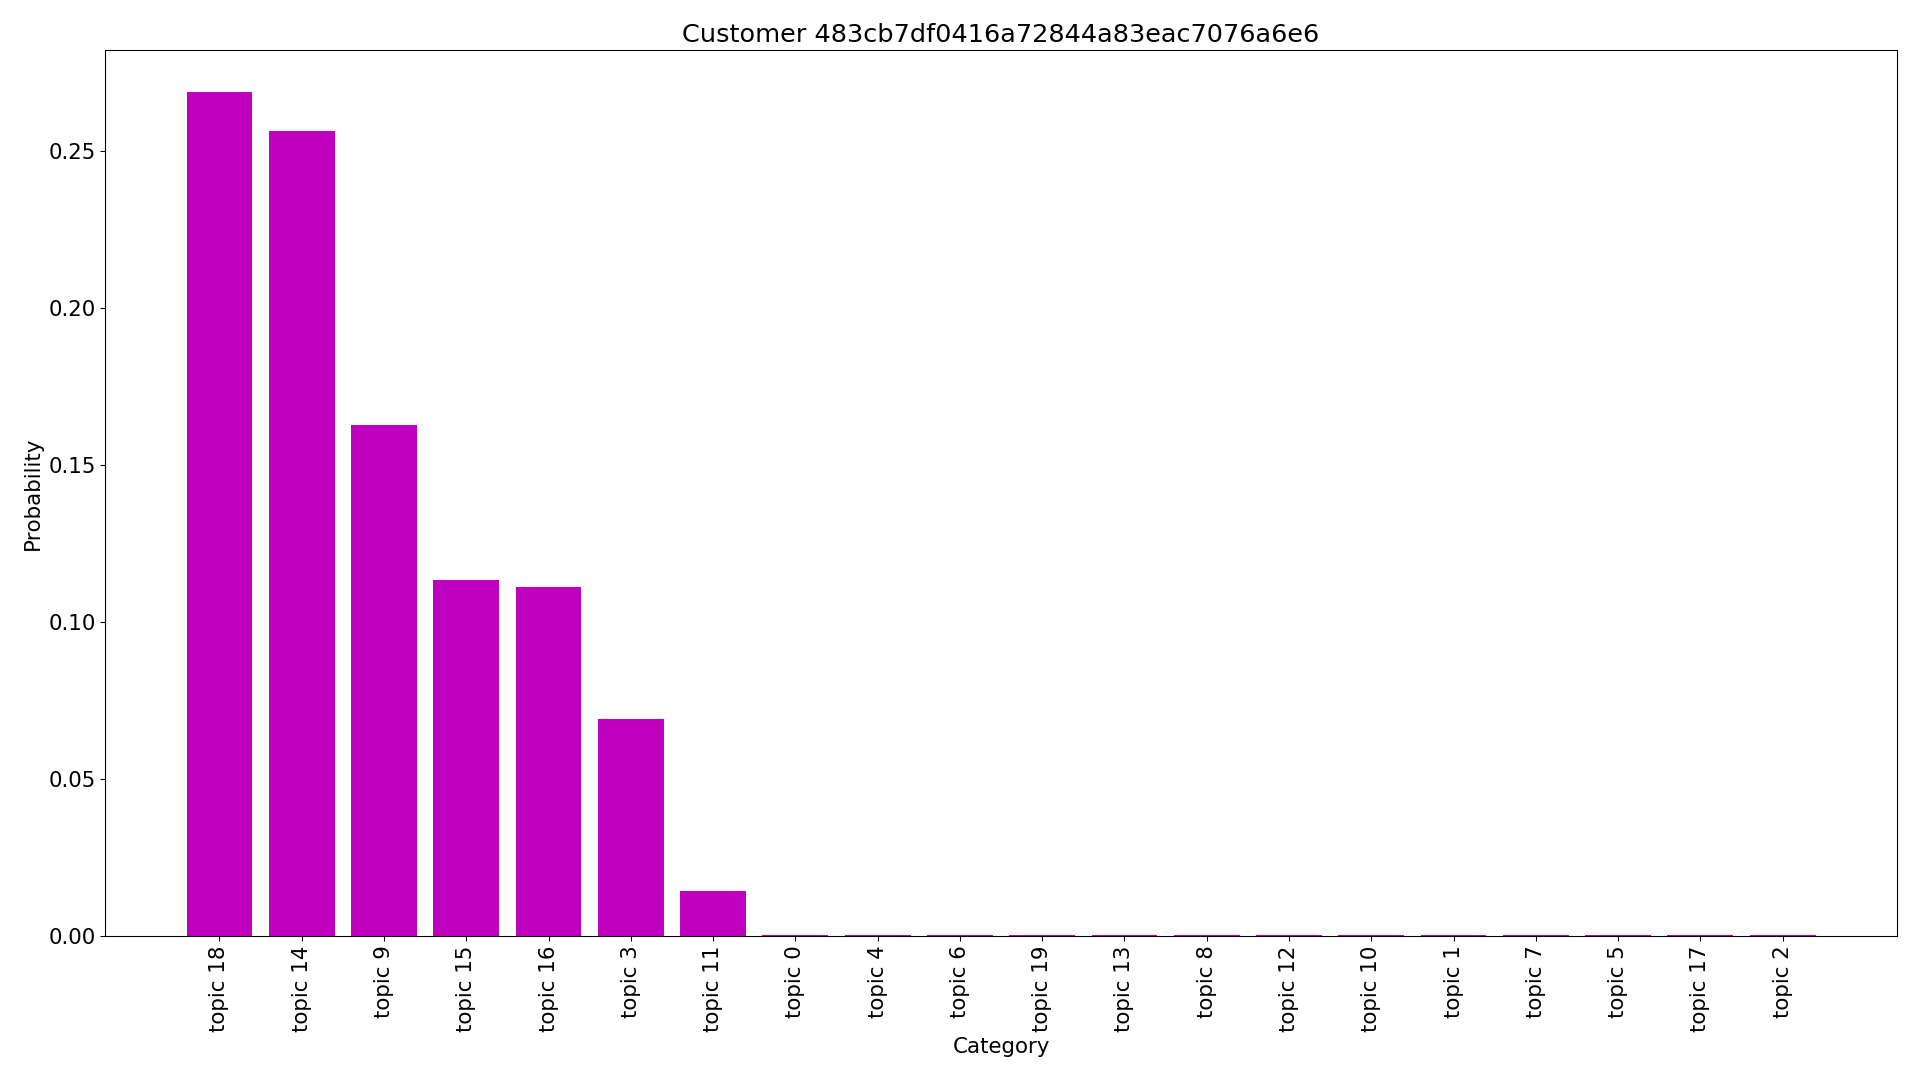 Customer 483cb7df0416a72844a83eac7076a6e6
Probability
0.25
0.20
0.15
0.10
0.05
0.00
topic 18
topic 14
topic 9
topic 15
topic 16
topic 3
topic 11
topic 0
topic 4
topic 6
topic 19
topic 13
topic 8
topic 12
topic 10
topic 1
topic 7
topic 5
topic 17
topic 2
Category